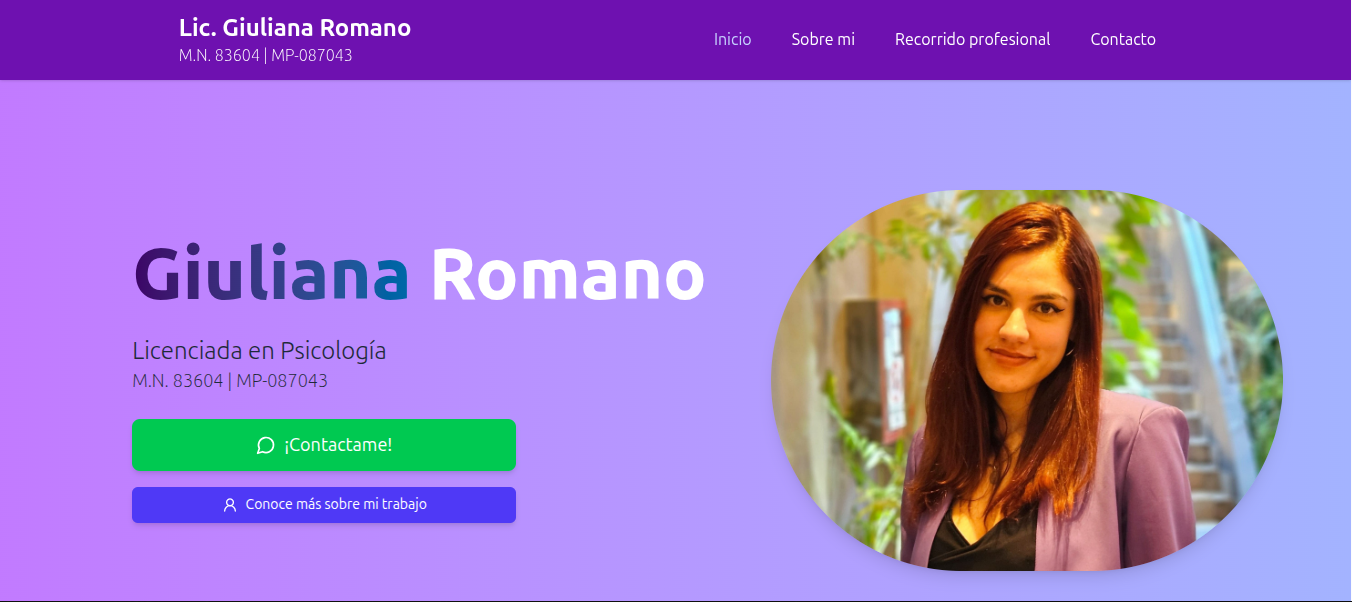 Lic. Giuliana Romano
M.N. 83604 | MP-087043
Inicio
Sobre mi
Recorrido profesional
Contacto
Giuliana Romano
Licenciada en Psicología
M.N. 83604 | MP-087043
¡Contactame!
Conoce más sobre mi trabajo